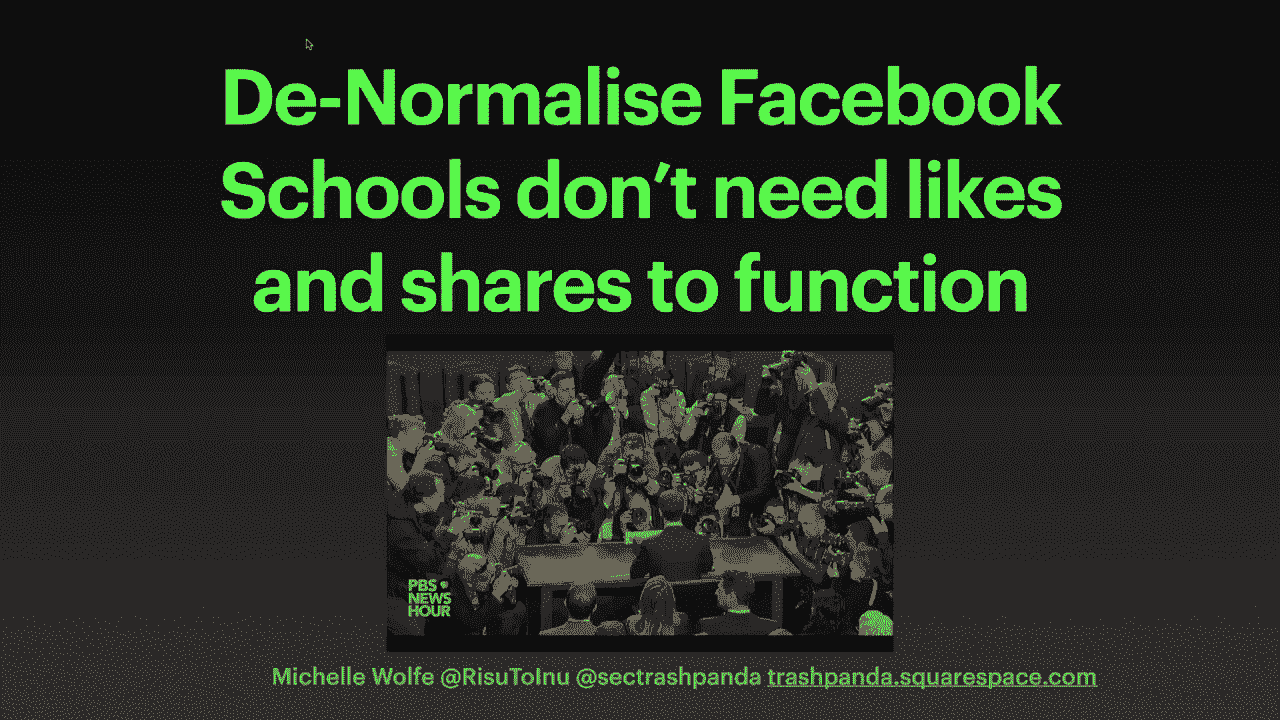 De-Normalise Facebook
Schools don’t need likes
and shares to function
PBS
NEWS
HOUR
Michelle Wolfe @RisuToInu @sectrashpanda trashpanda.squarespace.com